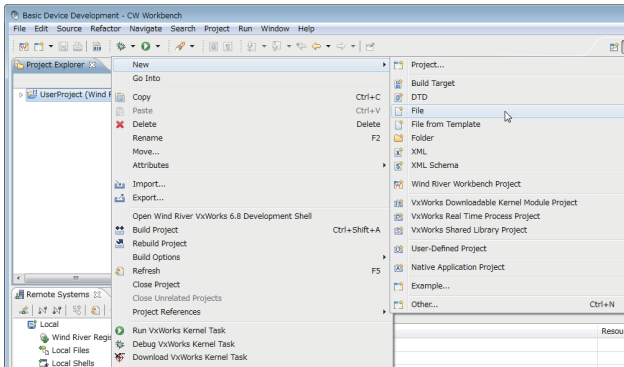 Basic Device Development - CW Workbench
File Edit Source Refactor Navigate Search Project Run Window Help
Project Explorer
UserProject (Wind
New
Go Into
Copy Ctrl+C
Paste Ctrl+V
Delete Delete
Rename F2
Move...
Attributes
Import...
Export...
Open Wind River VxWorks 6.8 Development Shell
Build Project Ctrl+Shift+A
Rebuild Project
Build Options
Refresh F5
Close Project
Close Unrelated Projects
Project References
Run VxWorks Kernel Task
Debug VxWorks Kernel Task
Download VxWorks Kernel Task
Project...
Build Target
DTD
File
File from Template
Folder
XML
XML Schema
Wind River Workbench Project
VxWorks Downloadable Kernel Module Project
VxWorks Real Time Process Project
VxWorks Shared Library Project
User-Defined Project
Native Application Project
Example...
Other... Ctrl+N
Remote Systems
Local
Wind River Regis
Local Files
Local Shells
Resou